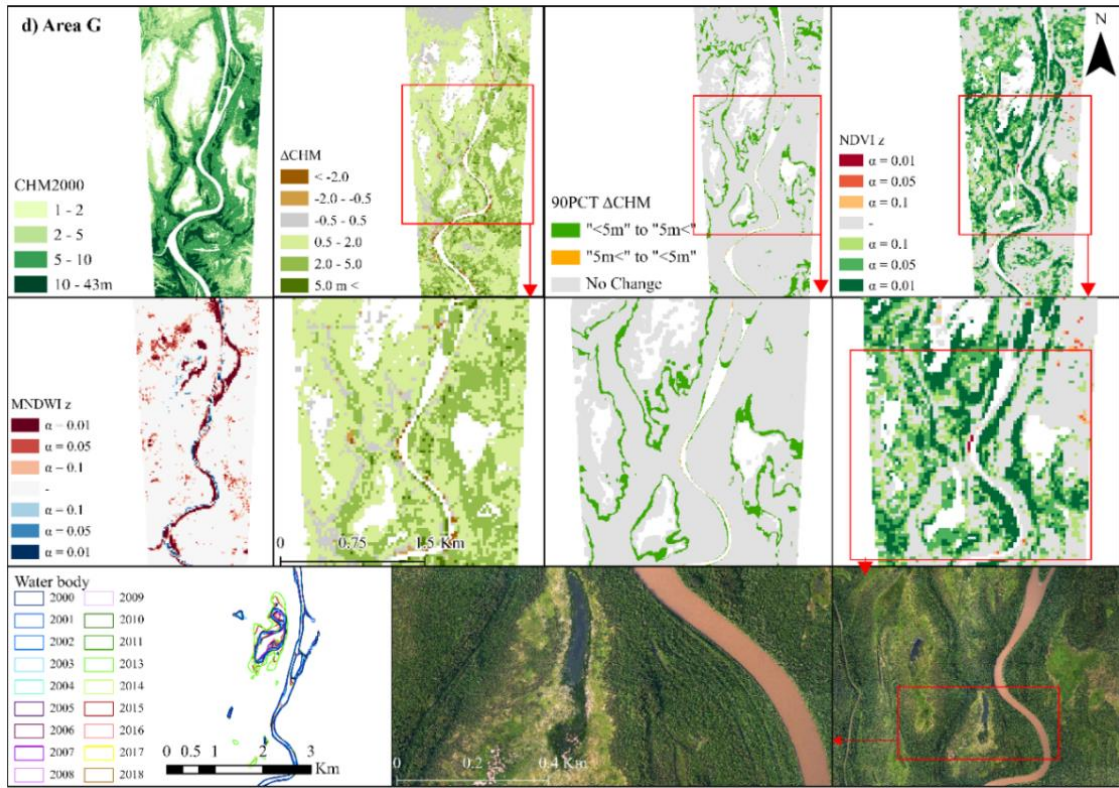 d) Area G
CHM2000
1 - 2
2 - 5
5 - 10
10 - 43m
ΔCHM
< -2.0
-2.0 - -0.5
-0.5 - 0.5
0.5 - 2.0
2.0 - 5.0
5.0 m <
90PCT ΔCHM
"<5m" to "5m<"
"5m<" to "<5m"
No Change
N
NDVI z
α = 0.01
α = 0.05
α = 0.1
-
α = 0.1
α = 0.05
α = 0.01
MNDWI z
α = 0.01
α = 0.05
α = 0.1
-
α = 0.1
α = 0.05
α = 0.01
0 0.75 1.5 Km
Water body
2000 2009
2001 2010
2002 2011
2003 2013
2004 2014
2005 2015
2006 2016
2007 2017
2008 2018
0 0.5 1 2 3
Km
0 0.2 0.4 Km